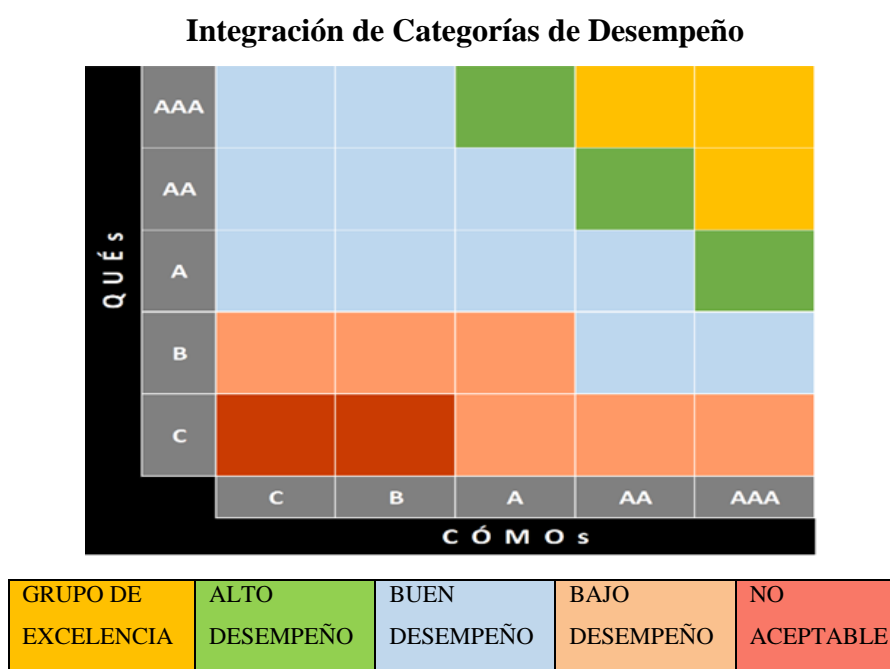 Integración de Categorías de Desempeño
QUÉs
AAA
AA
A
B
C
C B A AA AAA
CÓMOs
GRUPO DE EXCELENCIA
ALTO DESEMPEÑO
BUEN DESEMPEÑO
BAJO DESEMPEÑO
NO ACEPTABLE